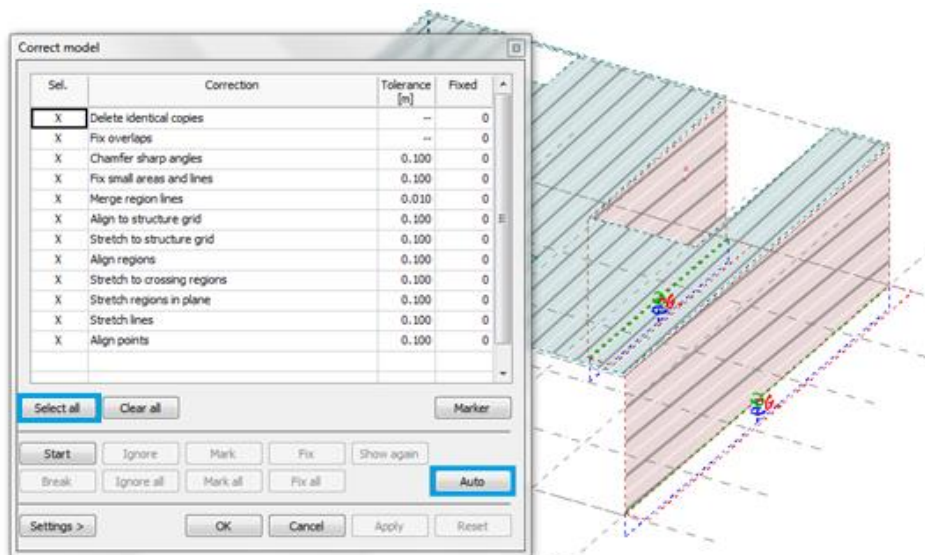 Correct model
Sel. Correction Tolerance [m] Fixed
X Delete identical copies -- 0
X Fix overlaps -- 0
X Chamfer sharp angles 0.100 0
X Fix small areas and lines 0.100 0
X Merge region lines 0.010 0
X Align to structure grid 0.100 0
X Stretch to structure grid 0.100 0
X Align regions 0.100 0
X Stretch to crossing regions 0.100 0
X Stretch regions in plane 0.100 0
X Stretch lines 0.100 0
X Align points 0.100 0
Select all Clear all Marker
Start Ignore Mark Fix Show again
Break Ignore all Mark all Fix all Auto
Settings > OK Cancel Apply Reset